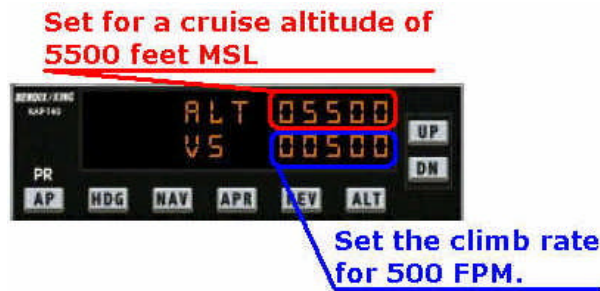 Set for a cruise altitude of
5500 feet MSL
BENDIX/KING
KAP140
ALT 05500
VS 00500
UP
DN
PR
AP HDG NAV APR REV ALT
Set the climb rate
for 500 FPM.